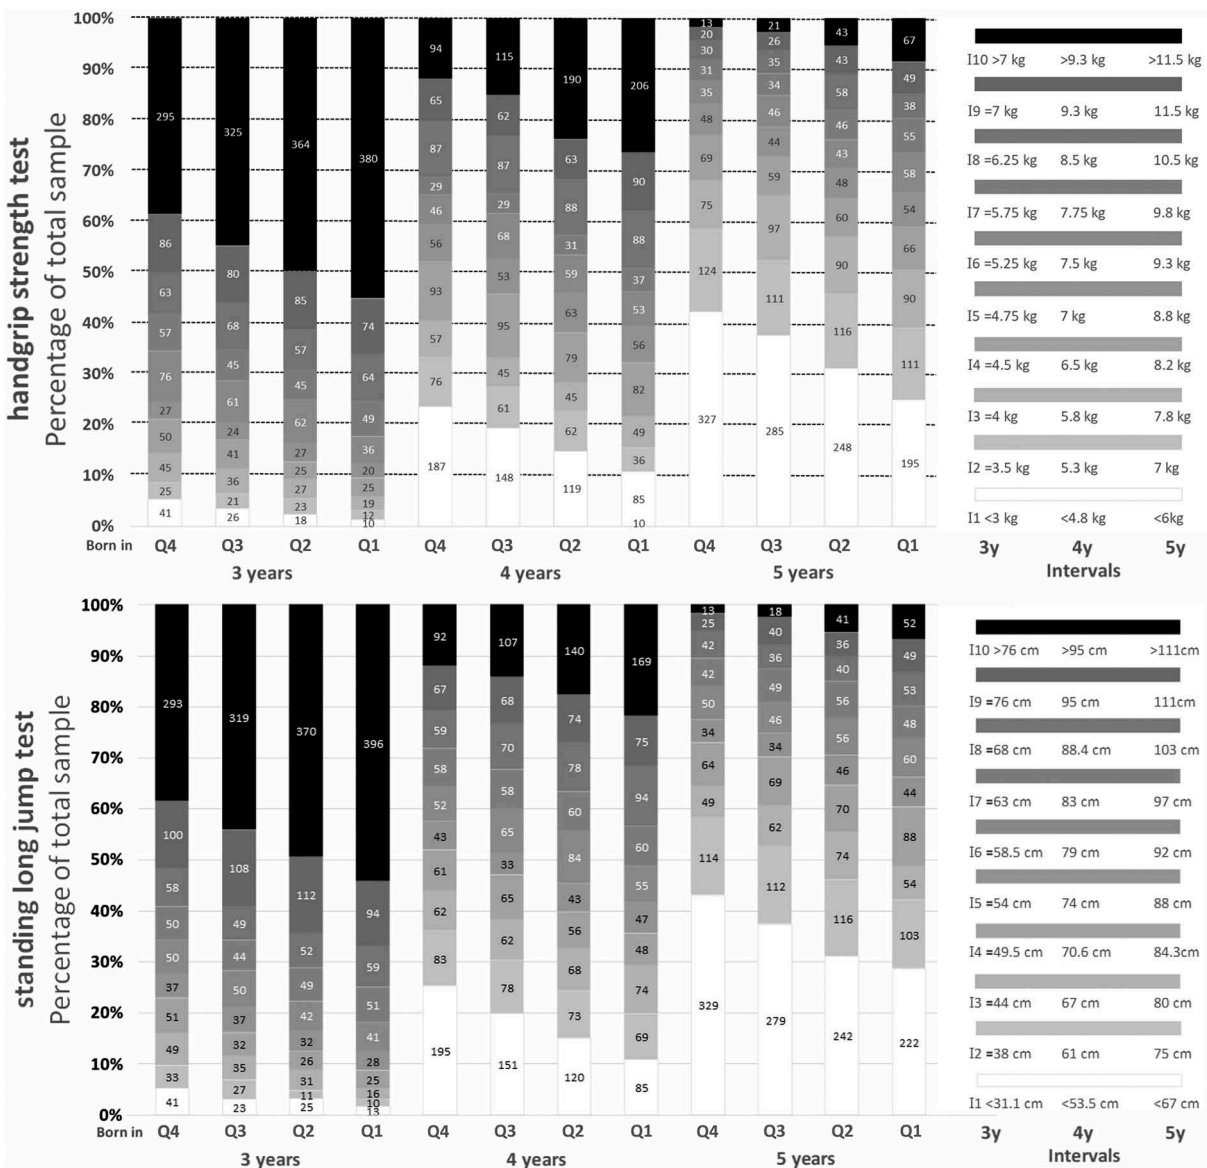 handgrip strength test
Percentage of total sample
100%
90%
80%
70%
60%
50%
40%
30%
20%
10%
0%
295 86 63 57 76 27 50 45 25 41
325 80 68 45 61 24 41 36 21 26
364 85 57 45 62 27 25 27 23 18
380 74 64 49 36 20 25 19 12 10
94 65 87 29 46 56 93 57 76 187
115 62 87 29 68 53 95 45 61 148
190 63 88 31 59 63 79 45 62 119
206 90 88 37 53 56 82 49 36 85 10
13 20 30 31 35 48 69 75 124 327
21 26 35 34 46 44 59 97 111 285
43 43 58 46 43 48 60 90 116 248
67 49 38 55 58 54 66 90 111 195
Born in Q4 Q3 Q2 Q1 Q4 Q3 Q2 Q1 Q4 Q3 Q2 Q1
3 years 4 years 5 years
I10 >7 kg >9.3 kg >11.5 kg
I9 =7 kg 9.3 kg 11.5 kg
I8 =6.25 kg 8.5 kg 10.5 kg
I7 =5.75 kg 7.75 kg 9.8 kg
I6 =5.25 kg 7.5 kg 9.3 kg
I5 =4.75 kg 7 kg 8.8 kg
I4 =4.5 kg 6.5 kg 8.2 kg
I3 =4 kg 5.8 kg 7.8 kg
I2 =3.5 kg 5.3 kg 7 kg
I1 <3 kg <4.8 kg <6kg
3y 4y 5y
Intervals
standing long jump test
Percentage of total sample
100%
90%
80%
70%
60%
50%
40%
30%
20%
10%
0%
293 100 58 50 50 37 51 49 33 41
319 108 49 44 50 37 32 35 27 23
370 112 52 49 42 32 26 31 11 25
396 94 59 51 41 28 25 16 10 13
92 67 59 58 52 43 61 62 83 195
107 68 70 58 65 33 65 62 78 151
140 74 78 60 84 43 56 68 73 120
169 75 94 60 55 47 48 74 69 85
13 25 42 42 50 34 64 49 114 329
18 40 36 49 46 34 69 62 112 279
41 36 40 56 56 46 70 74 116 242
52 49 53 48 60 44 88 54 103 222
Born in Q4 Q3 Q2 Q1 Q4 Q3 Q2 Q1 Q4 Q3 Q2 Q1
3 years 4 years 5 years
I10 >76 cm >95 cm >111cm
I9 =76 cm 95 cm 111cm
I8 =68 cm 88.4 cm 103 cm
I7 =63 cm 83 cm 97 cm
I6 =58.5 cm 79 cm 92 cm
I5 =54 cm 74 cm 88 cm
I4 =49.5 cm 70.6 cm 84.3cm
I3 =44 cm 67 cm 80 cm
I2 =38 cm 61 cm 75 cm
I1 <31.1 cm <53.5 cm <67 cm
3y 4y 5y
Intervals